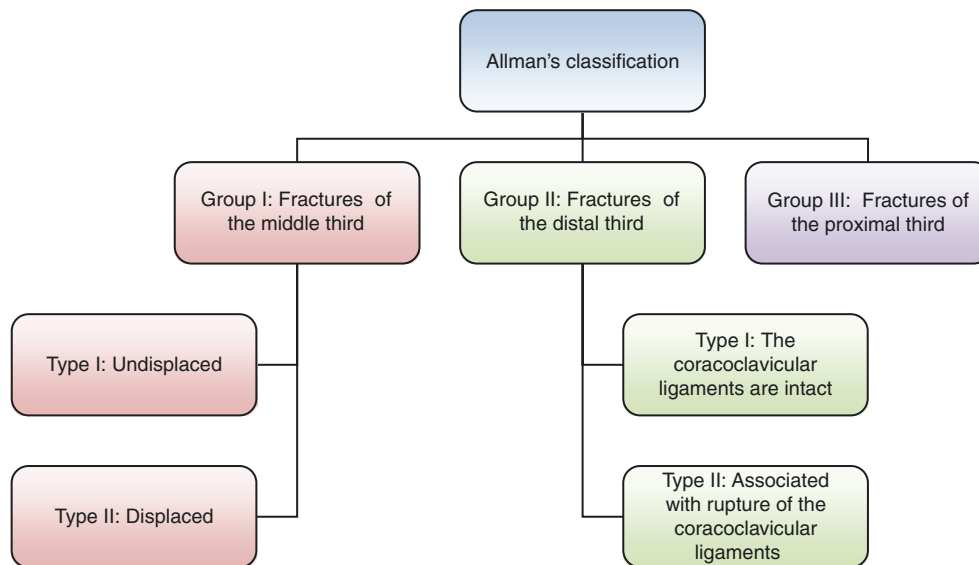 Allman's classification
Group I: Fractures of
the middle third
Group II: Fractures of
the distal third
Group III: Fractures of
the proximal third
Type I: Undisplaced
Type II: Displaced
Type I: The
coracoclavicular
ligaments are intact
Type II: Associated
with rupture of the
coracoclavicular
ligaments